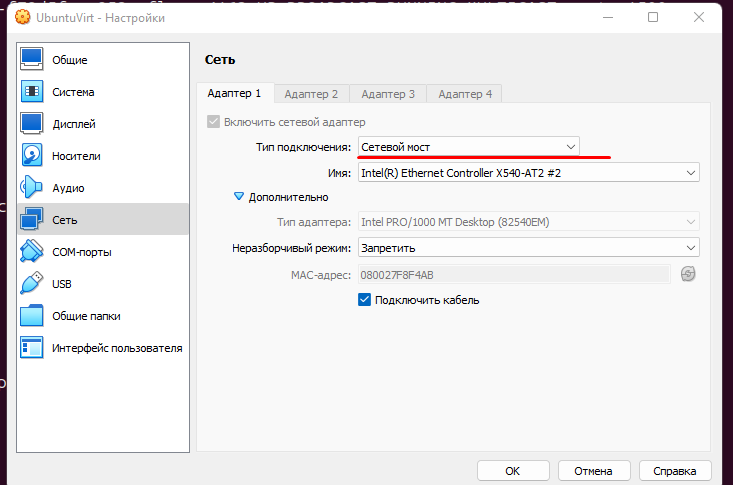 UbuntuVirt - Настройки
Общие
Система
Дисплей
Носители
Аудио
Сеть
COM-порты
USB
Общие папки
Интерфейс пользователя
Сеть
Адаптер 1 Адаптер 2 Адаптер 3 Адаптер 4
Включить сетевой адаптер
Тип подключения: Сетевой мост
Имя: Intel(R) Ethernet Controller X540-AT2 #2
Дополнительно
Тип адаптера: Intel PRO/1000 MT Desktop (82540EM)
Неразборчивый режим: Запретить
MAC-адрес: 080027F8F4AB
Подключить кабель
OK Отмена Справка